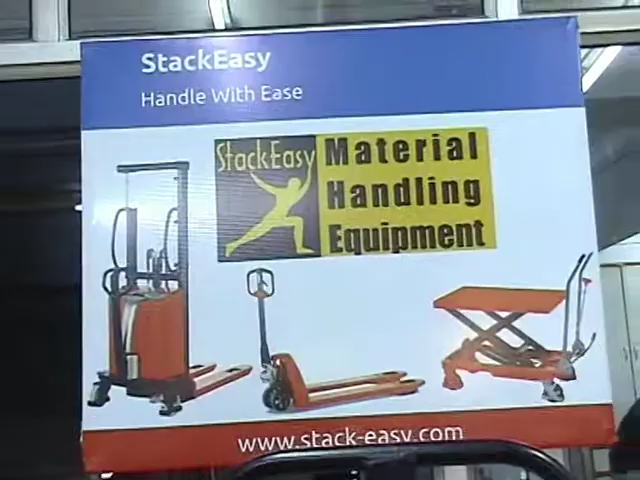 StackEasy
Handle With Ease
StackEasy
Material
Handling
Equipment
www.stack-easy.com